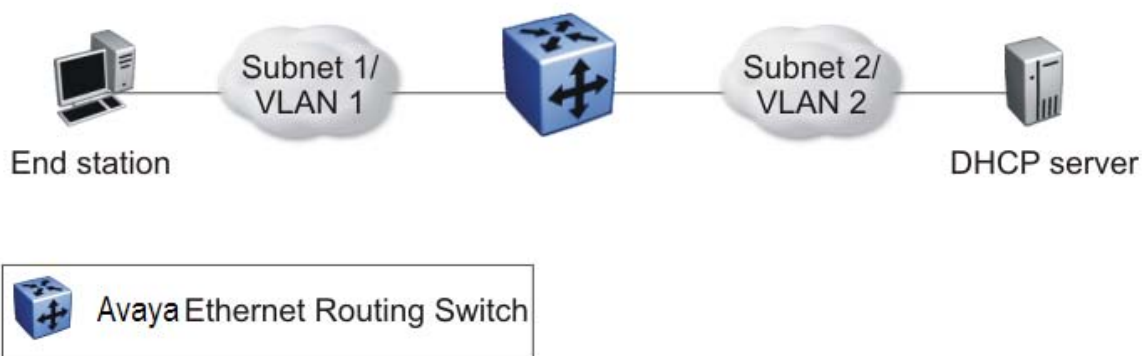 Subnet 1/
VLAN 1
Subnet 2/
VLAN 2
End station
DHCP server
Avaya Ethernet Routing Switch